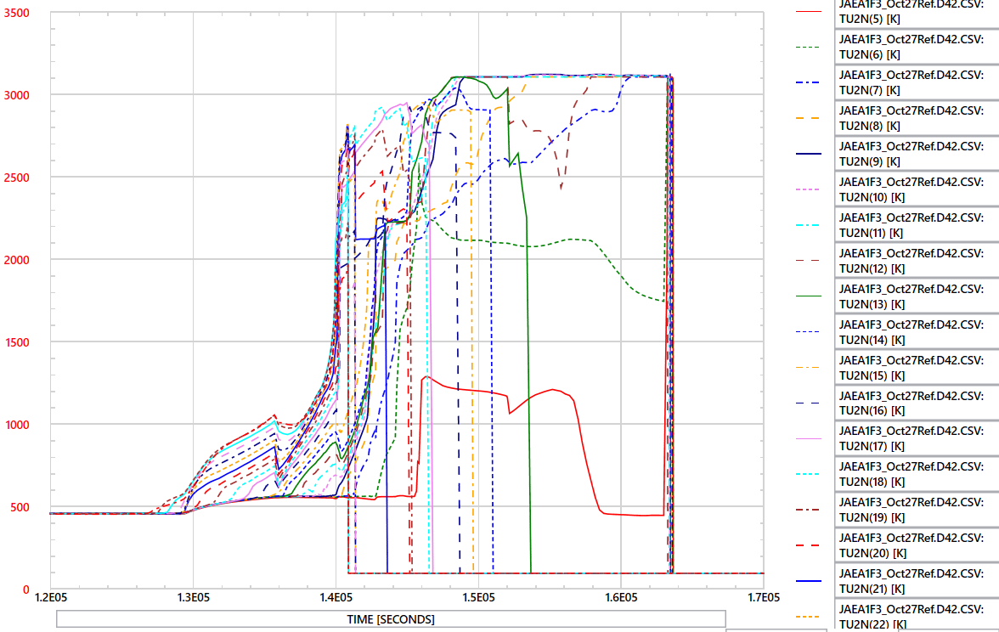 3500
3000
2500
2000
1500
1000
500
0
1.2E05
1.3E05
1.4E05
1.5E05
1.6E05
1.7E05
TIME [SECONDS]
JAEA1F3_Oct27Ref.D42.CSV:
TU2N(5) [K]
JAEA1F3_Oct27Ref.D42.CSV:
TU2N(6) [K]
JAEA1F3_Oct27Ref.D42.CSV:
TU2N(7) [K]
JAEA1F3_Oct27Ref.D42.CSV:
TU2N(8) [K]
JAEA1F3_Oct27Ref.D42.CSV:
TU2N(9) [K]
JAEA1F3_Oct27Ref.D42.CSV:
TU2N(10) [K]
JAEA1F3_Oct27Ref.D42.CSV:
TU2N(11) [K]
JAEA1F3_Oct27Ref.D42.CSV:
TU2N(12) [K]
JAEA1F3_Oct27Ref.D42.CSV:
TU2N(13) [K]
JAEA1F3_Oct27Ref.D42.CSV:
TU2N(14) [K]
JAEA1F3_Oct27Ref.D42.CSV:
TU2N(15) [K]
JAEA1F3_Oct27Ref.D42.CSV:
TU2N(16) [K]
JAEA1F3_Oct27Ref.D42.CSV:
TU2N(17) [K]
JAEA1F3_Oct27Ref.D42.CSV:
TU2N(18) [K]
JAEA1F3_Oct27Ref.D42.CSV:
TU2N(19) [K]
JAEA1F3_Oct27Ref.D42.CSV:
TU2N(20) [K]
JAEA1F3_Oct27Ref.D42.CSV:
TU2N(21) [K]
JAEA1F3_Oct27Ref.D42.CSV:
TU2N(22) [K]